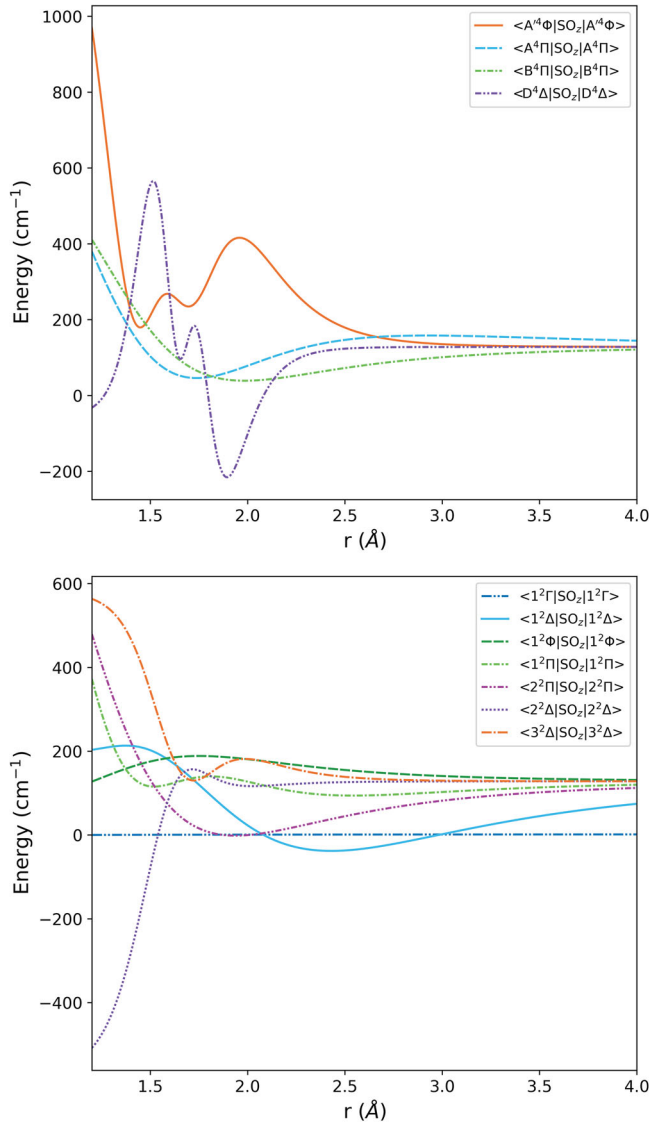 1000
800
600
400
200
0
−200
Energy (cm⁻¹)
<A′⁴Φ|SO_z|A′⁴Φ>
<A⁴Π|SO_z|A⁴Π>
<B⁴Π|SO_z|B⁴Π>
<D⁴Δ|SO_z|D⁴Δ>
1.5 2.0 2.5 3.0 3.5 4.0
r (Å)
600
400
200
0
−200
−400
Energy (cm⁻¹)
<1²Γ|SO_z|1²Γ>
<1²Δ|SO_z|1²Δ>
<1²Φ|SO_z|1²Φ>
<1²Π|SO_z|1²Π>
<2²Π|SO_z|2²Π>
<2²Δ|SO_z|2²Δ>
<3²Δ|SO_z|3²Δ>
1.5 2.0 2.5 3.0 3.5 4.0
r (Å)